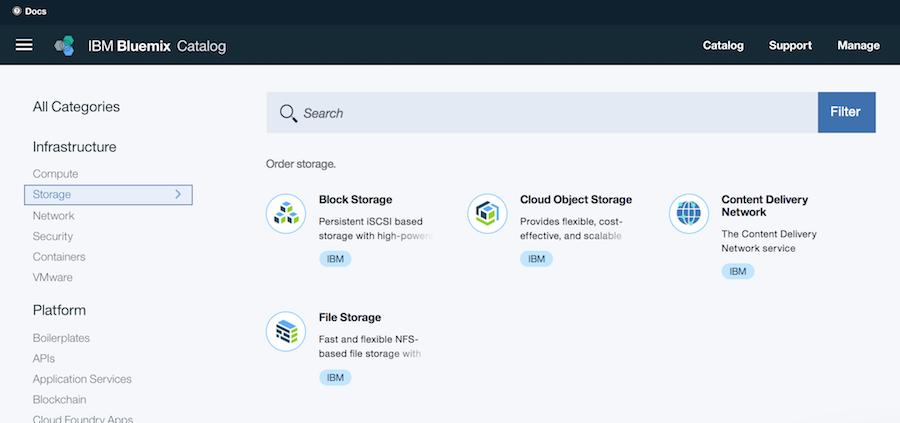 Docs
IBM Bluemix Catalog
Catalog Support Manage
All Categories
Infrastructure
Compute
Storage
Network
Security
Containers
VMware
Platform
Boilerplates
APIs
Application Services
Blockchain
Cloud Foundry Apps
Search
Filter
Order storage.
Block Storage
Persistent iSCSI based
storage with high-powere
IBM
Cloud Object Storage
Provides flexible, cost-
effective, and scalable
IBM
Content Delivery
Network
The Content Delivery
Network service
IBM
File Storage
Fast and flexible NFS-
based file storage with
IBM